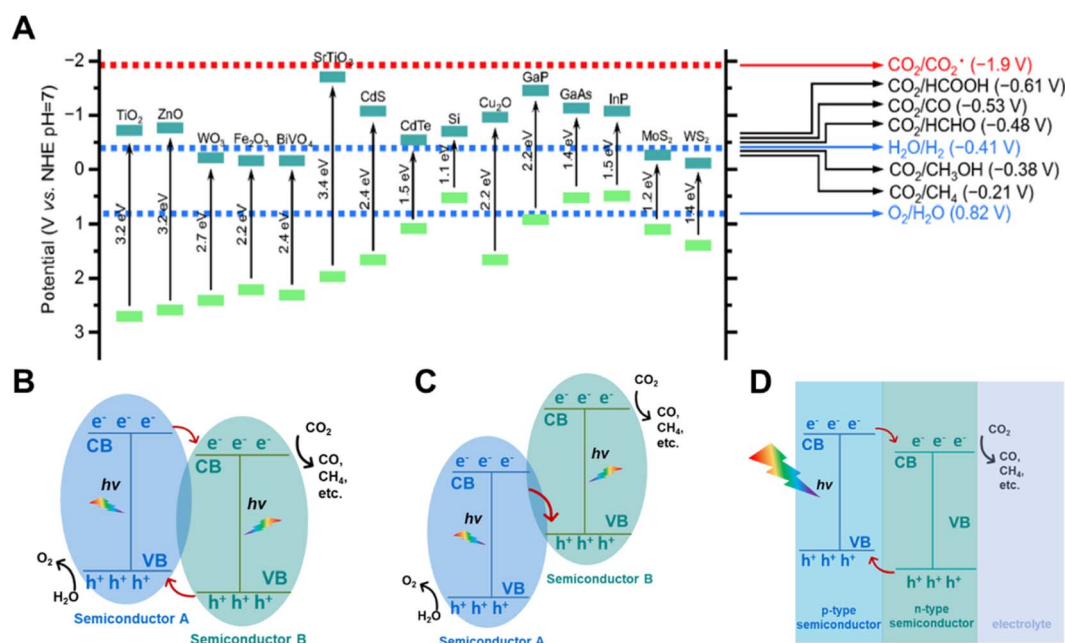 A
Potential (V vs. NHE pH=7)
−2
−1
0
1
2
3
TiO₂
3.2 eV
ZnO
3.2 eV
WO₃
2.7 eV
Fe₂O₃
2.2 eV
BiVO₄
2.4 eV
SrTiO₃
3.4 eV
CdS
2.4 eV
CdTe
1.5 eV
Si
1.1 eV
Cu₂O
2.2 eV
GaP
2.2 eV
GaAs
1.4 eV
InP
1.5 eV
MoS₂
1.2 eV
WS₂
1.4 eV
CO₂/CO₂˙ (−1.9 V)
CO₂/HCOOH (−0.61 V)
CO₂/CO (−0.53 V)
CO₂/HCHO (−0.48 V)
H₂O/H₂ (−0.41 V)
CO₂/CH₃OH (−0.38 V)
CO₂/CH₄ (−0.21 V)
O₂/H₂O (0.82 V)
B
e⁻ e⁻ e⁻
CB
hv
VB
h⁺ h⁺ h⁺
O₂
H₂O
Semiconductor A
e⁻ e⁻ e⁻
CB
hv
VB
h⁺ h⁺ h⁺
CO₂
CO,
CH₄,
etc.
Semiconductor B
C
e⁻ e⁻ e⁻
CB
hv
VB
h⁺ h⁺ h⁺
O₂
H₂O
Semiconductor A
e⁻ e⁻ e⁻
CB
hv
VB
h⁺ h⁺ h⁺
CO₂
CO,
CH₄,
etc.
Semiconductor B
D
e⁻ e⁻ e⁻
CB
hv
VB
h⁺ h⁺ h⁺
p-type
semiconductor
e⁻ e⁻ e⁻
CB
VB
h⁺ h⁺ h⁺
n-type
semiconductor
CO₂
CO,
CH₄,
etc.
electrolyte